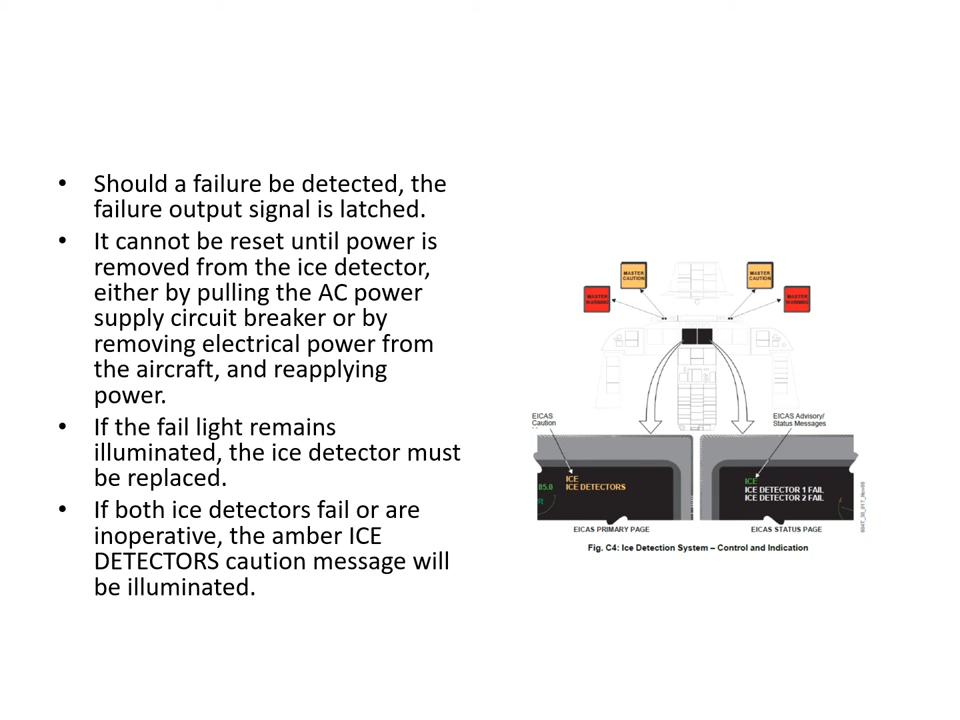 • Should a failure be detected, the
failure output signal is latched.
• It cannot be reset until power is
removed from the ice detector,
either by pulling the AC power
supply circuit breaker or by
removing electrical power from
the aircraft, and reapplying
power.
• If the fail light remains
illuminated, the ice detector must
be replaced.
• If both ice detectors fail or are
inoperative, the amber ICE
DETECTORS caution message will
be illuminated.
MASTER
CAUTION
MASTER
CAUTION
MASTER
WARNING
MASTER
WARNING
EICAS
Caution
EICAS Advisory/
Status Messages
ICE
ICE DETECTORS
ICE
ICE DETECTOR 1 FAIL
ICE DETECTOR 2 FAIL
EICAS PRIMARY PAGE
EICAS STATUS PAGE
Fig. C4: Ice Detection System – Control and Indication